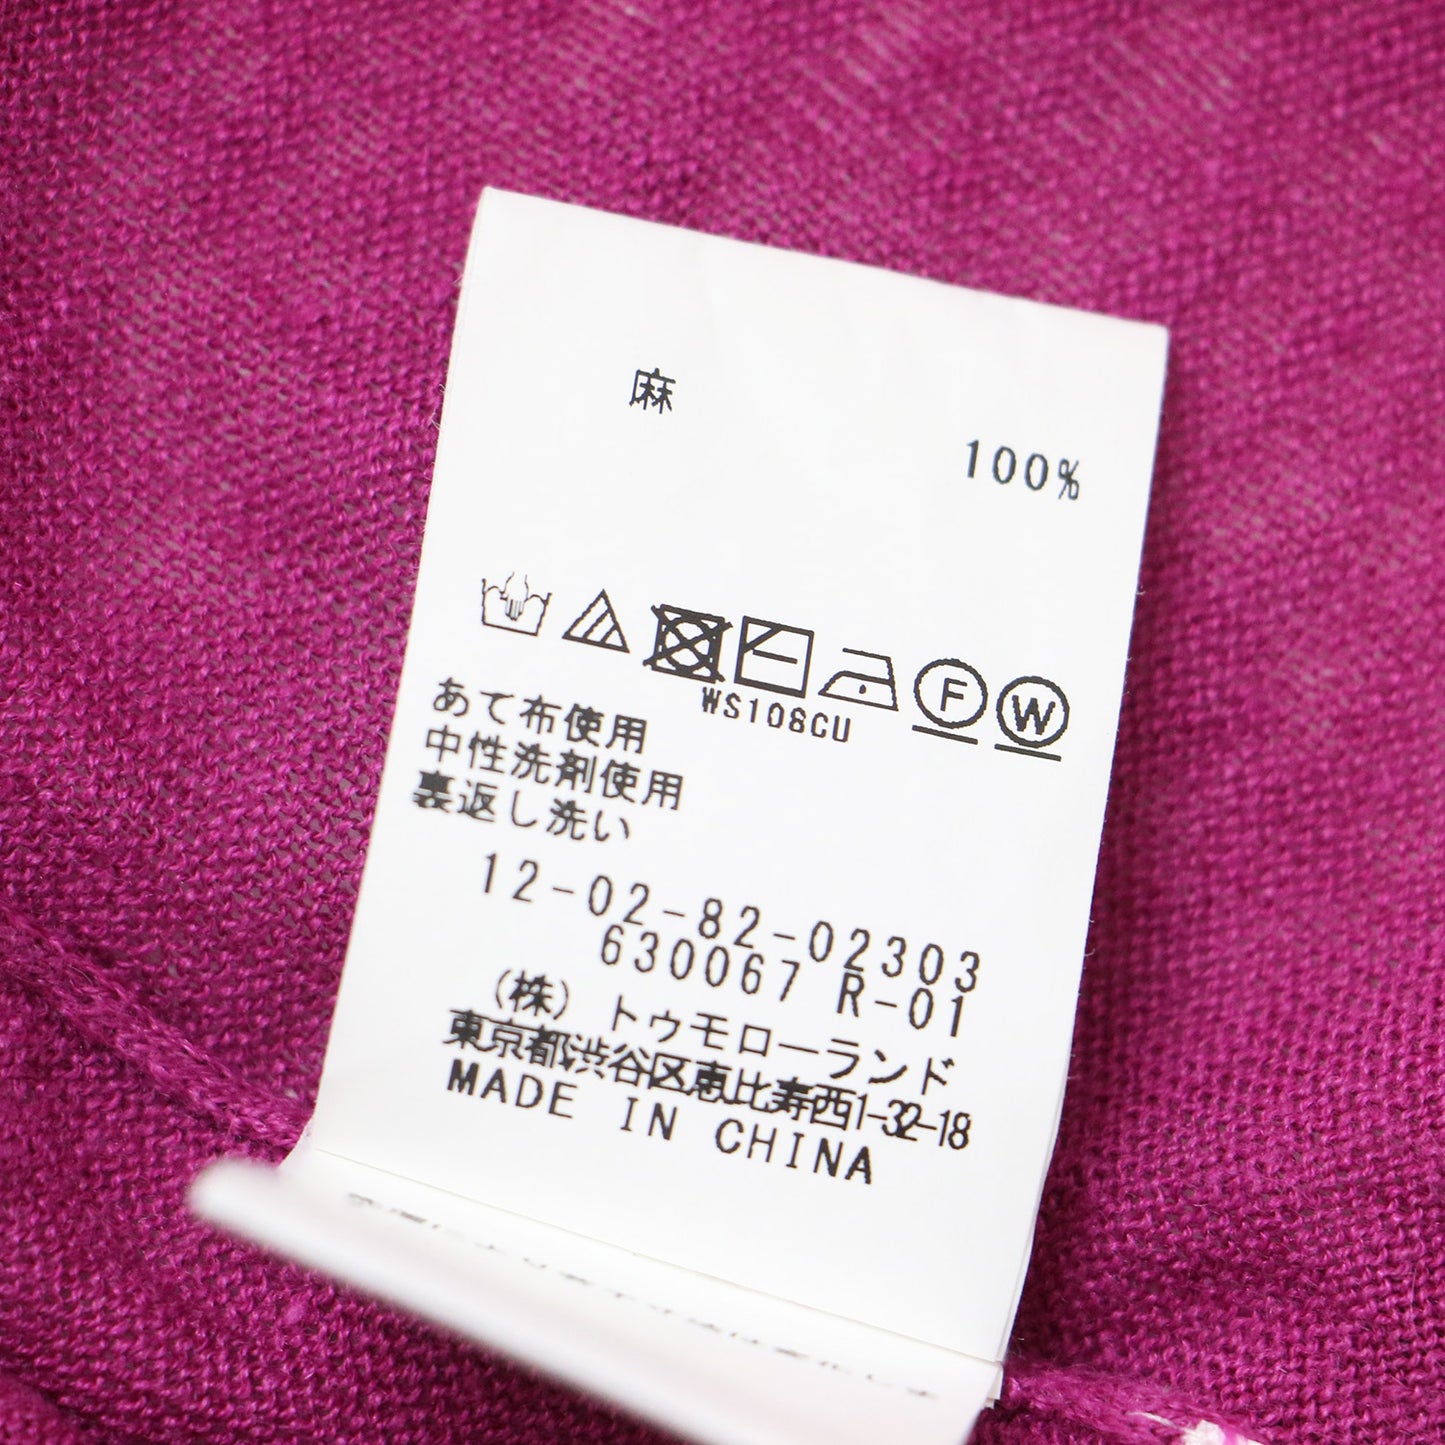 麻
100%
F W
WS108CU
あて布使用
中性洗剤使用
裏返し洗い
12-02-82-02303
630067 R-01
(株) トゥモローランド
東京都渋谷区恵比寿西1-32-18
MADE IN CHINA